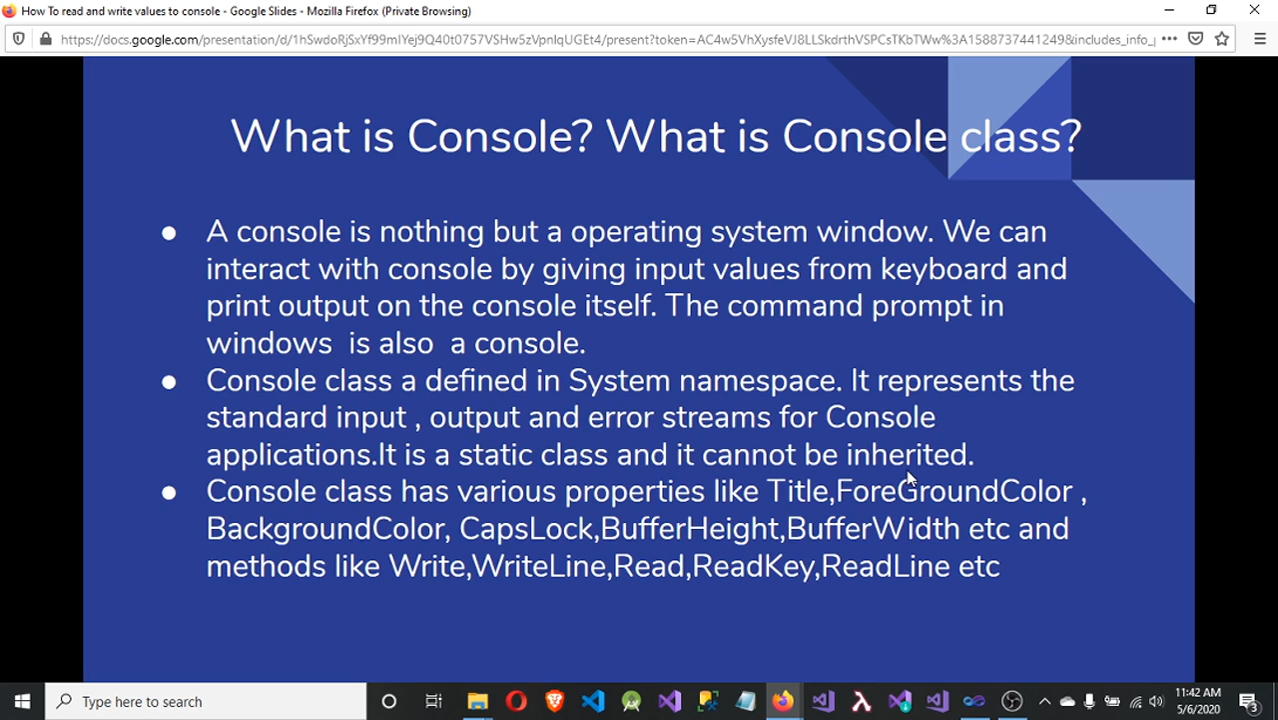 How To read and write values to console - Google Slides - Mozilla Firefox (Private Browsing)
What is Console? What is Console class?
● A console is nothing but a operating system window. We can
interact with console by giving input values from keyboard and
print output on the console itself. The command prompt in
windows is also a console.
● Console class a defined in System namespace. It represents the
standard input , output and error streams for Console
applications.It is a static class and it cannot be inherited.
● Console class has various properties like Title,ForeGroundColor ,
BackgroundColor, CapsLock,BufferHeight,BufferWidth etc and
methods like Write,WriteLine,Read,ReadKey,ReadLine etc
Type here to search
11:42 AM
5/6/2020
3